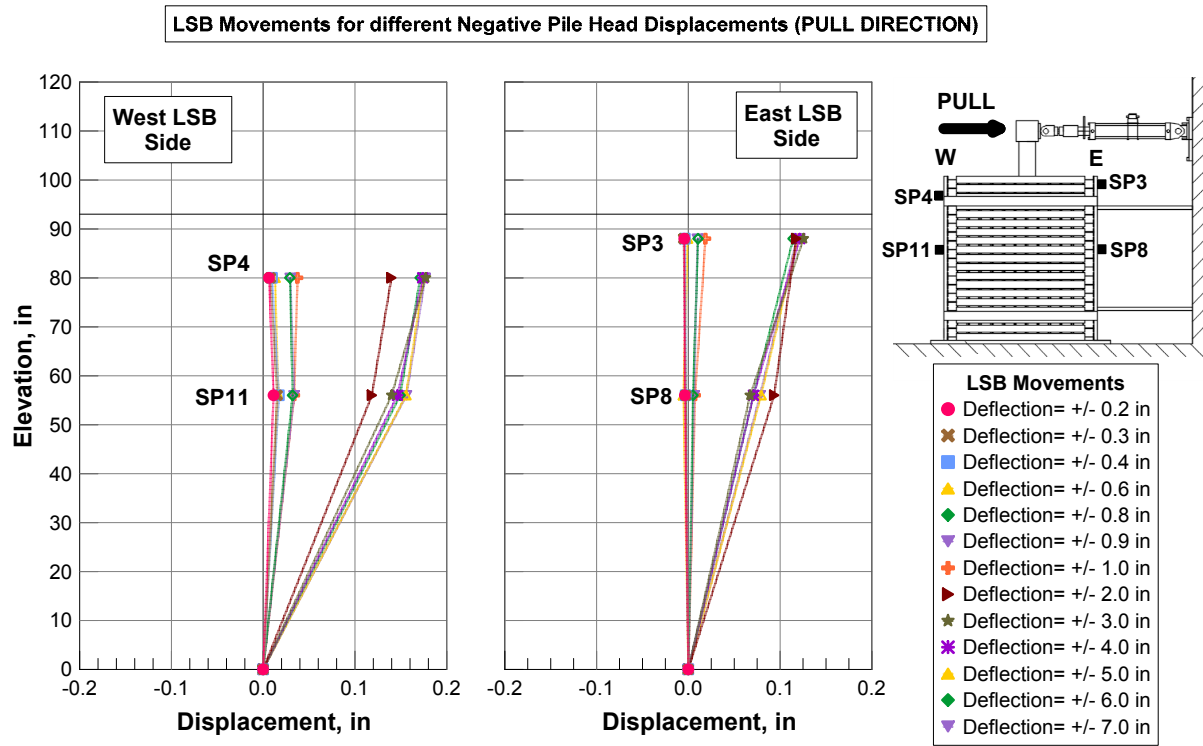 LSB Movements for different Negative Pile Head Displacements (PULL DIRECTION)
120
110
100
90
80
70
60
50
40
30
20
10
0
Elevation, in
West LSB
Side
SP4
SP11
-0.2
-0.1
0.0
0.1
0.2
Displacement, in
East LSB
Side
SP3
SP8
-0.2
-0.1
0.0
0.1
0.2
Displacement, in
PULL
W
E
SP4
SP3
SP11
SP8
LSB Movements
Deflection= +/- 0.2 in
Deflection= +/- 0.3 in
Deflection= +/- 0.4 in
Deflection= +/- 0.6 in
Deflection= +/- 0.8 in
Deflection= +/- 0.9 in
Deflection= +/- 1.0 in
Deflection= +/- 2.0 in
Deflection= +/- 3.0 in
Deflection= +/- 4.0 in
Deflection= +/- 5.0 in
Deflection= +/- 6.0 in
Deflection= +/- 7.0 in